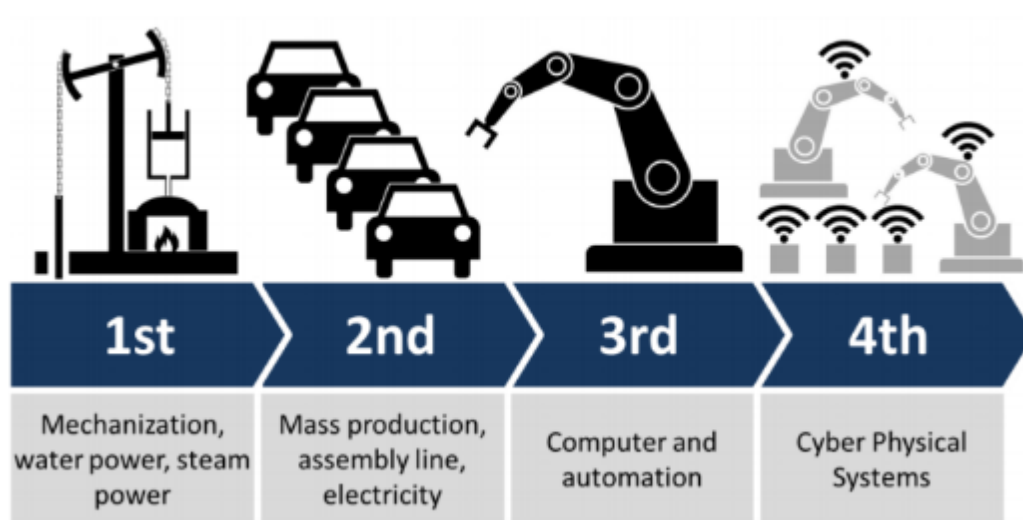 1st
2nd
3rd
4th
Mechanization,
water power, steam
power
Mass production,
assembly line,
electricity
Computer and
automation
Cyber Physical
Systems